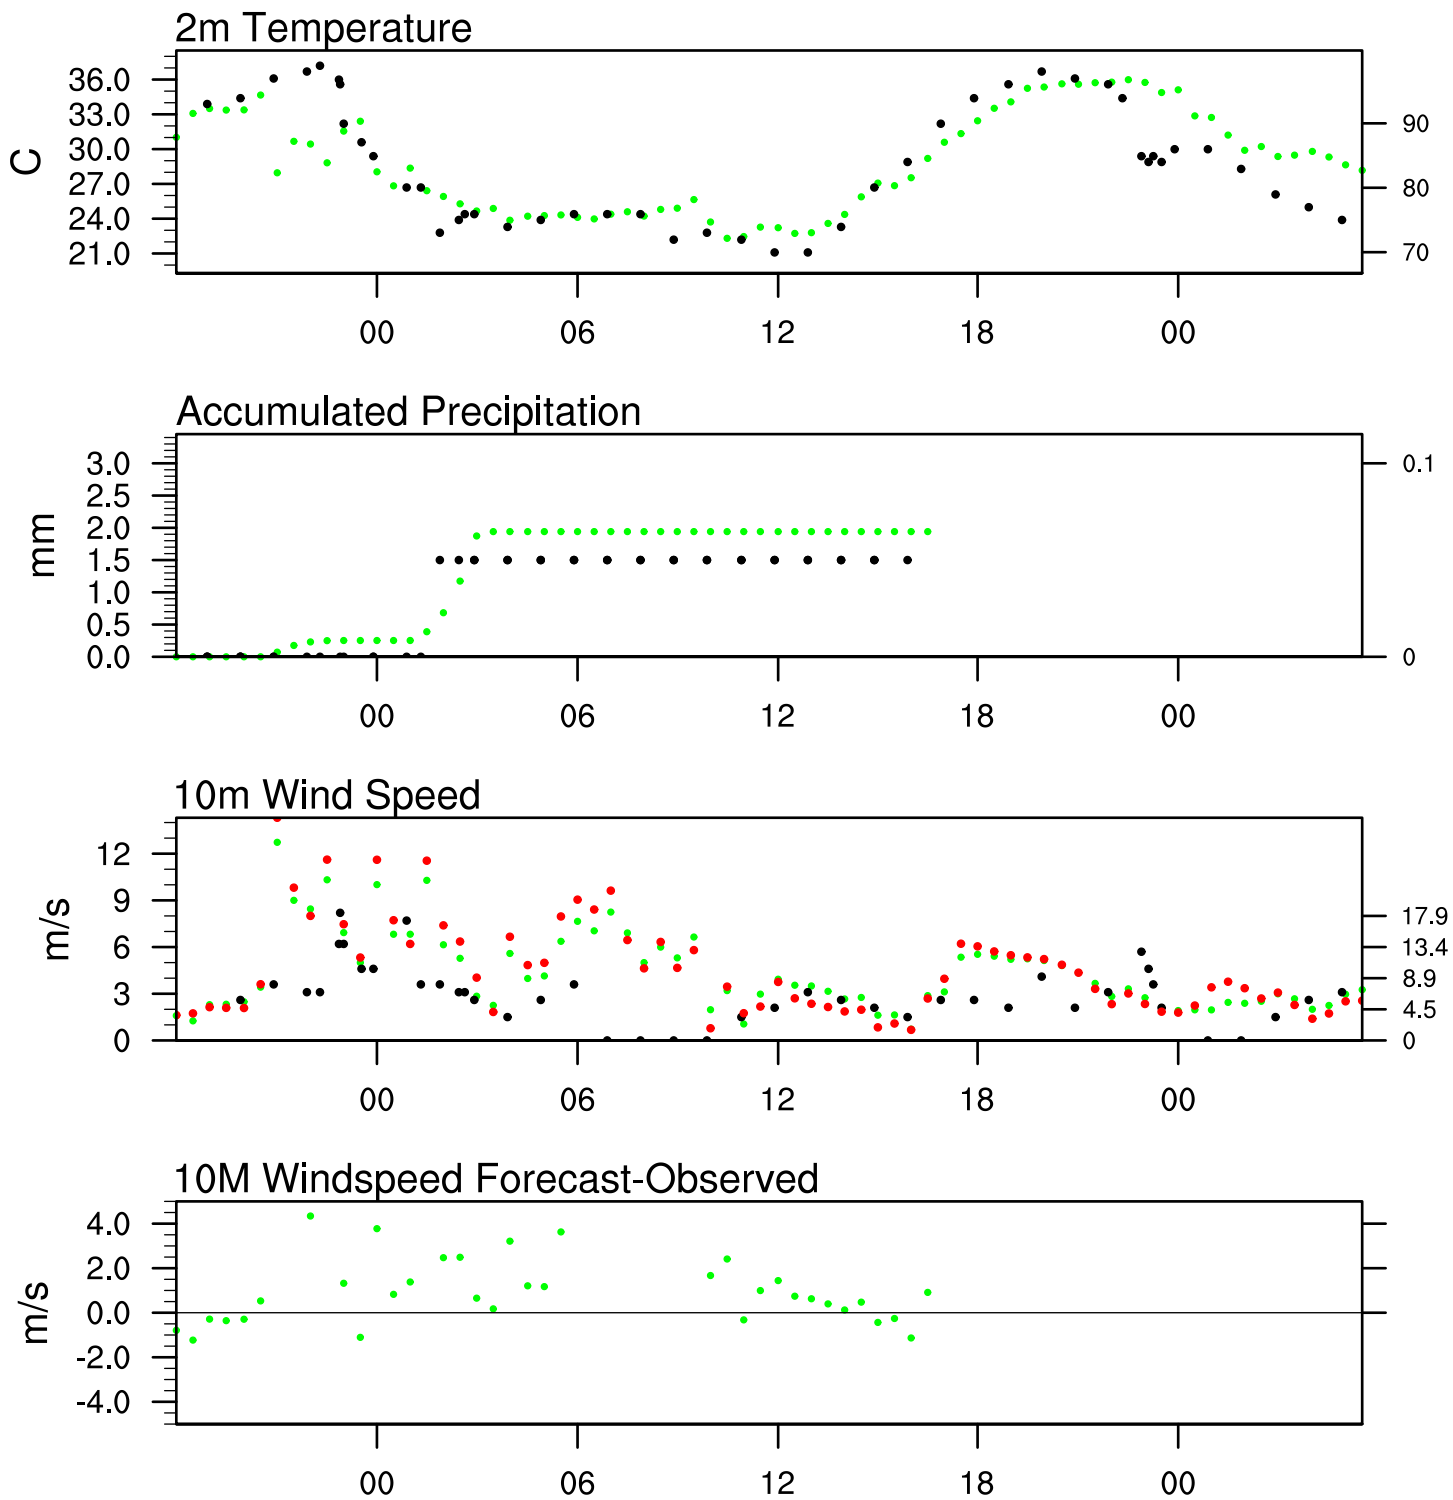 2m Temperature
36.0
33.0
30.0
27.0
24.0
21.0
C
90
80
70
00 06 12 18 00
Accumulated Precipitation
3.0
2.5
2.0
1.5
1.0
0.5
0.0
mm
0.1
0
00 06 12 18 00
10m Wind Speed
12
9
6
3
0
m/s
17.9
13.4
8.9
4.5
0
00 06 12 18 00
10M Windspeed Forecast-Observed
4.0
2.0
0.0
-2.0
-4.0
m/s
00 06 12 18 00